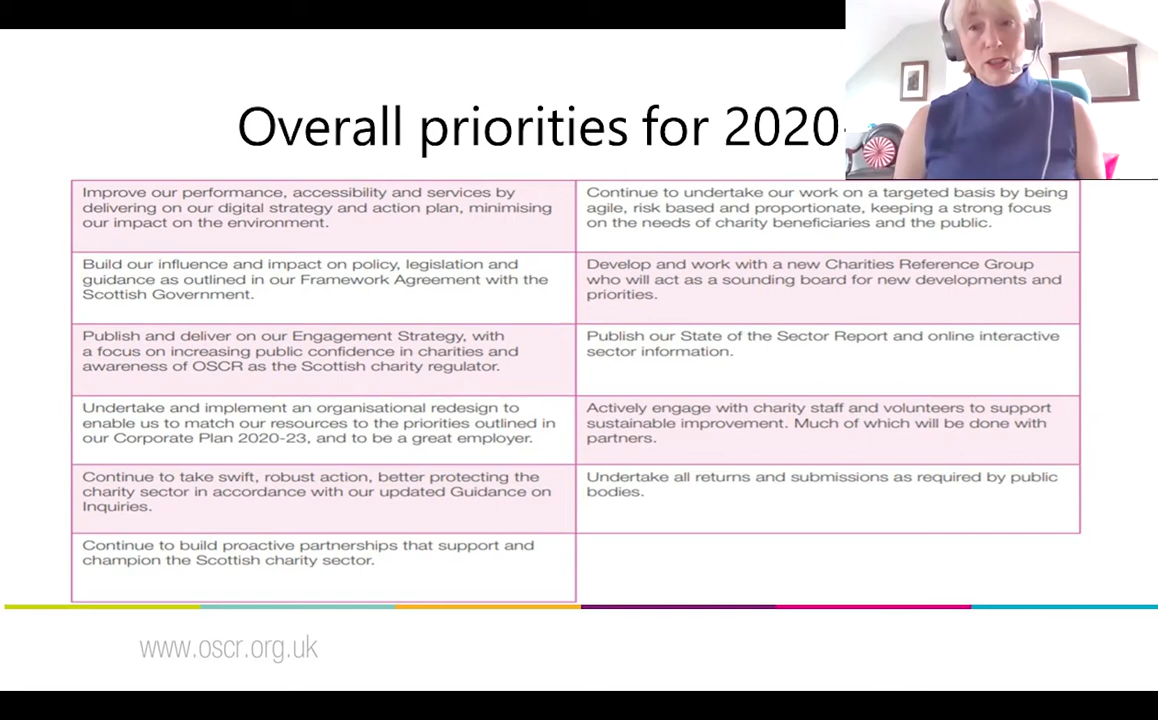 Overall priorities for 2020-
Improve our performance, accessibility and services by
delivering on our digital strategy and action plan, minimising
our impact on the environment.
Build our influence and impact on policy, legislation and
guidance as outlined in our Framework Agreement with the
Scottish Government.
Publish and deliver on our Engagement Strategy, with
a focus on increasing public confidence in charities and
awareness of OSCR as the Scottish charity regulator.
Undertake and implement an organisational redesign to
enable us to match our resources to the priorities outlined in
our Corporate Plan 2020-23, and to be a great employer.
Continue to take swift, robust action, better protecting the
charity sector in accordance with our updated Guidance on
Inquiries.
Continue to build proactive partnerships that support and
champion the Scottish charity sector.
Continue to undertake our work on a targeted basis by being
agile, risk based and proportionate, keeping a strong focus
on the needs of charity beneficiaries and the public.
Develop and work with a new Charities Reference Group
who will act as a sounding board for new developments and
priorities.
Publish our State of the Sector Report and online interactive
sector information.
Actively engage with charity staff and volunteers to support
sustainable improvement. Much of which will be done with
partners.
Undertake all returns and submissions as required by public
bodies.
www.oscr.org.uk